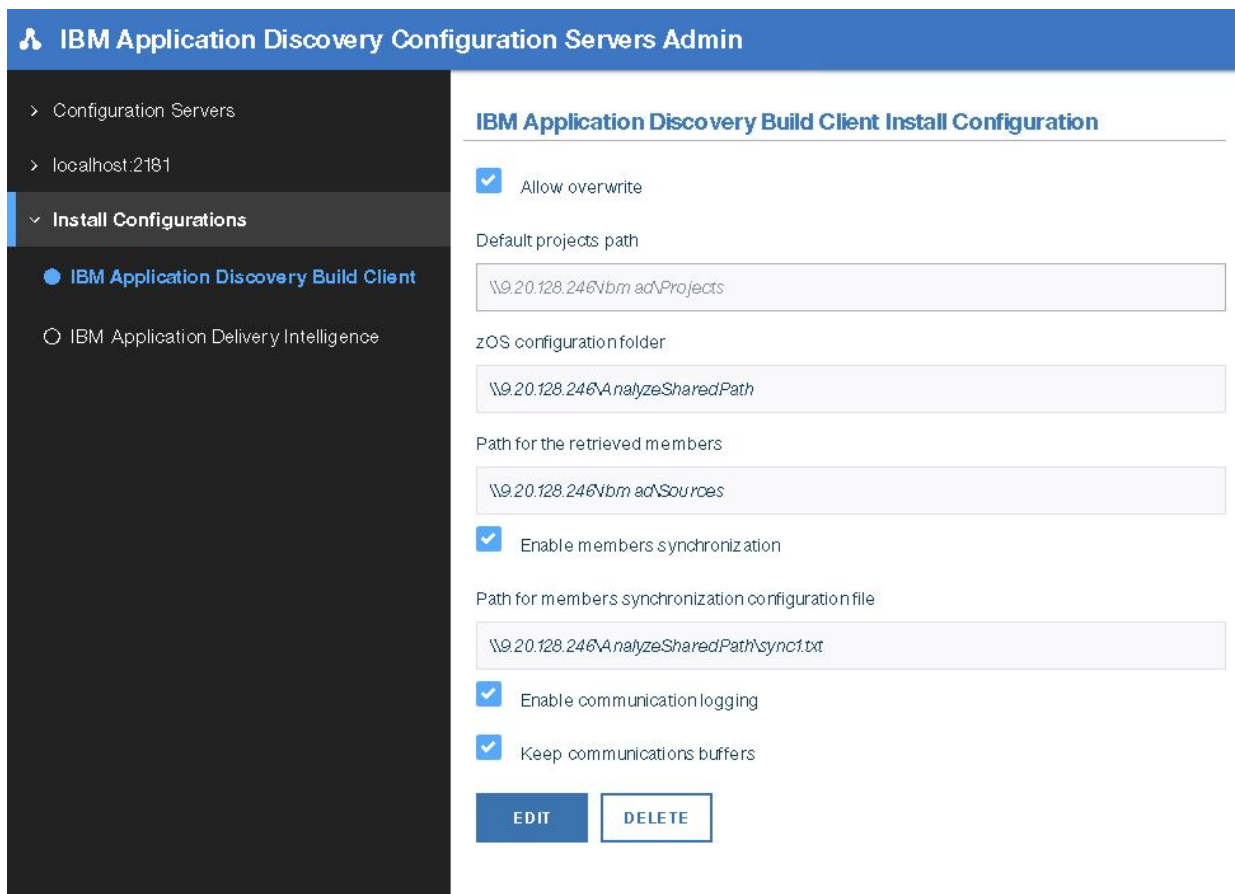 IBM Application Discovery Configuration Servers Admin
Configuration Servers
localhost:2181
Install Configurations
IBM Application Discovery Build Client
IBM Application Delivery Intelligence
IBM Application Discovery Build Client Install Configuration
Allow overwrite
Default projects path
\\9.20.128.246\ibm ad\Projects
zOS configuration folder
\\9.20.128.246\AnalyzeSharedPath
Path for the retrieved members
\\9.20.128.246\ibm ad\Sources
Enable members synchronization
Path for members synchronization configuration file
\\9.20.128.246\AnalyzeSharedPath\sync1.txt
Enable communication logging
Keep communications buffers
EDIT
DELETE